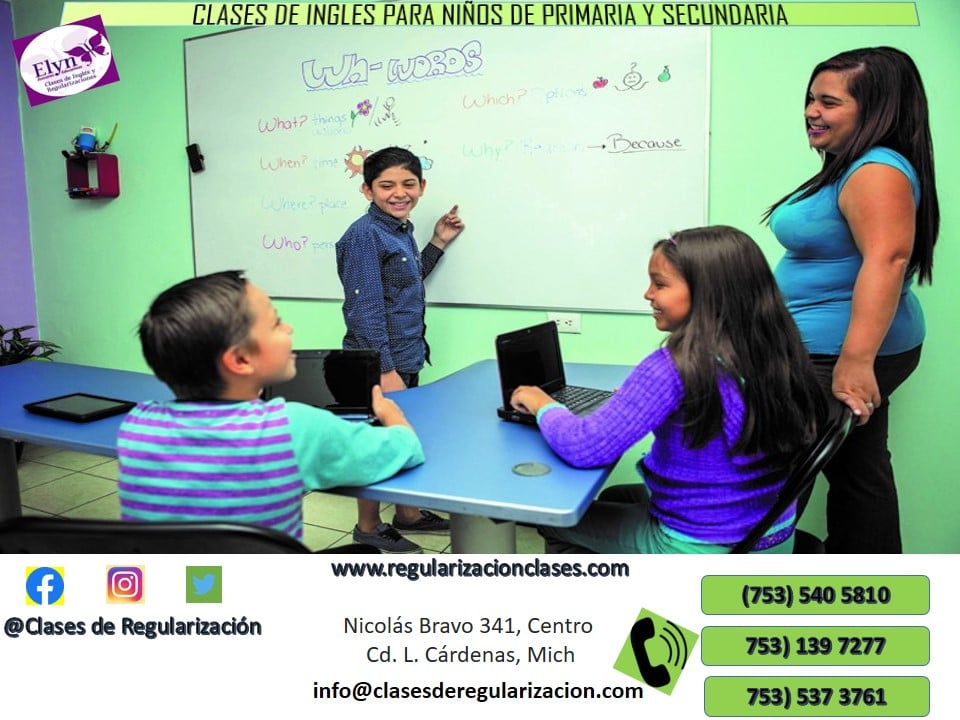 CLASES DE INGLES PARA NIÑOS DE PRIMARIA Y SECUNDARIA
Elyn
Clases de Inglés y
Regularizaciones
Wh-WORDS
What? things
When? time
Where? place
Who?
Which? options
Why? → Because
www.regularizacionclases.com
@Clases de Regularización
Nicolás Bravo 341, Centro
Cd. L. Cárdenas, Mich
info@clasesderegularizacion.com
(753) 540 5810
753) 139 7277
753) 537 3761